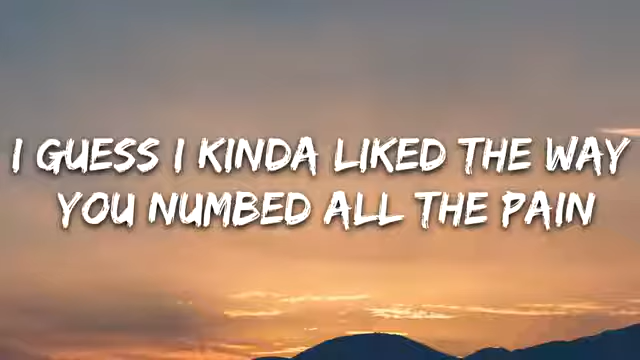 I GUESS I KINDA LIKED THE WAY
YOU NUMBED ALL THE PAIN